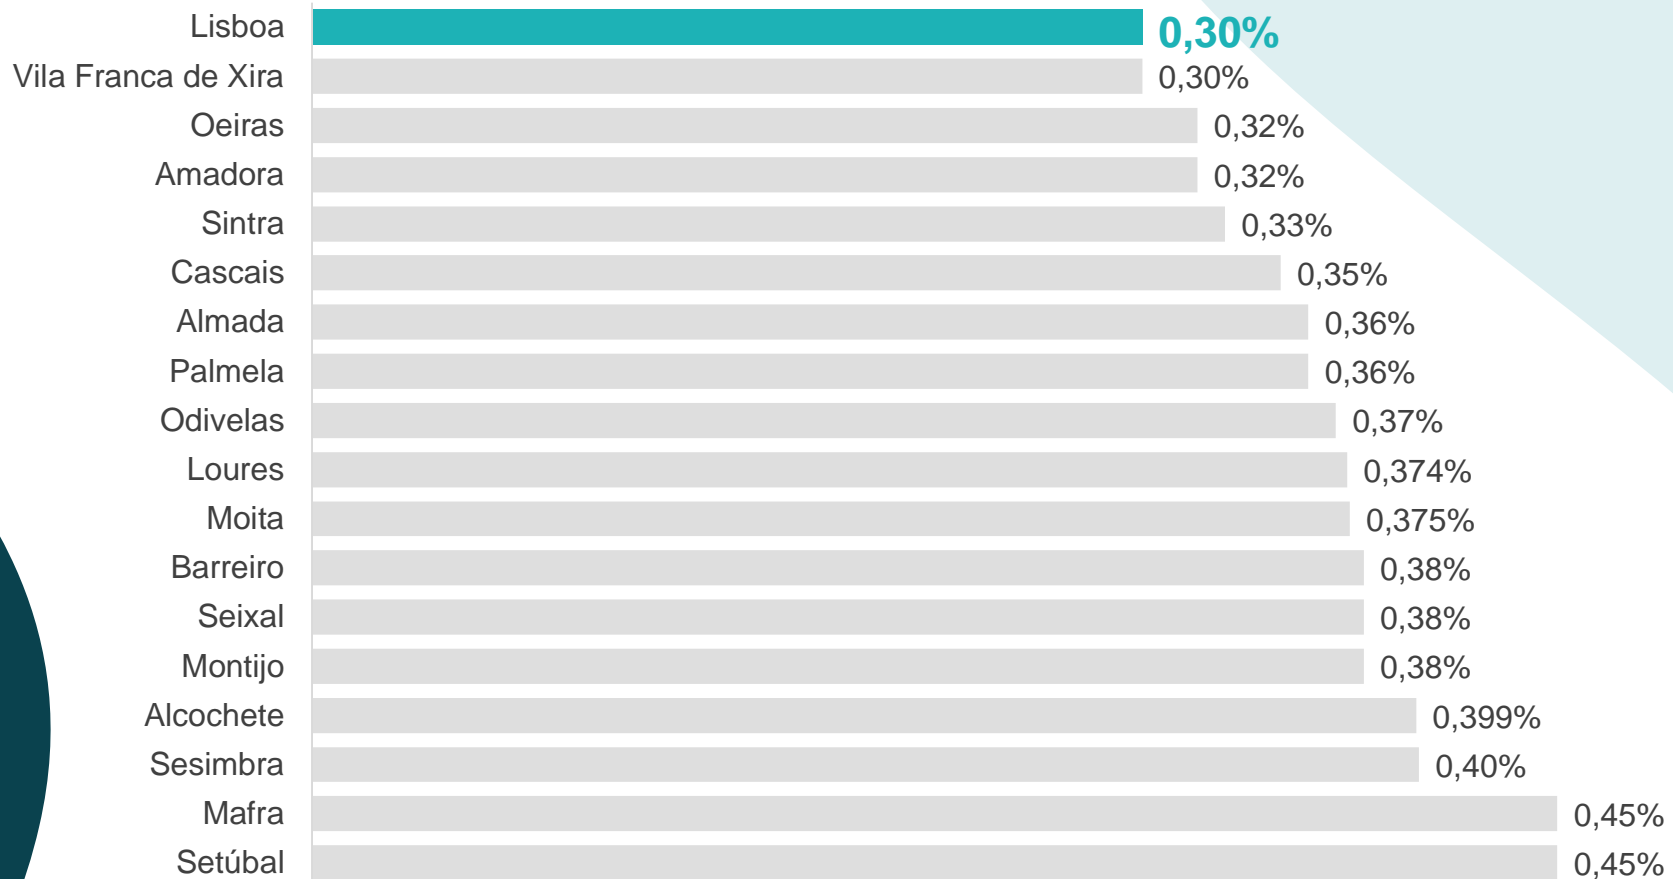 Lisboa 0,30%
Vila Franca de Xira 0,30%
Oeiras 0,32%
Amadora 0,32%
Sintra 0,33%
Cascais 0,35%
Almada 0,36%
Palmela 0,36%
Odivelas 0,37%
Loures 0,374%
Moita 0,375%
Barreiro 0,38%
Seixal 0,38%
Montijo 0,38%
Alcochete 0,399%
Sesimbra 0,40%
Mafra 0,45%
Setúbal 0,45%